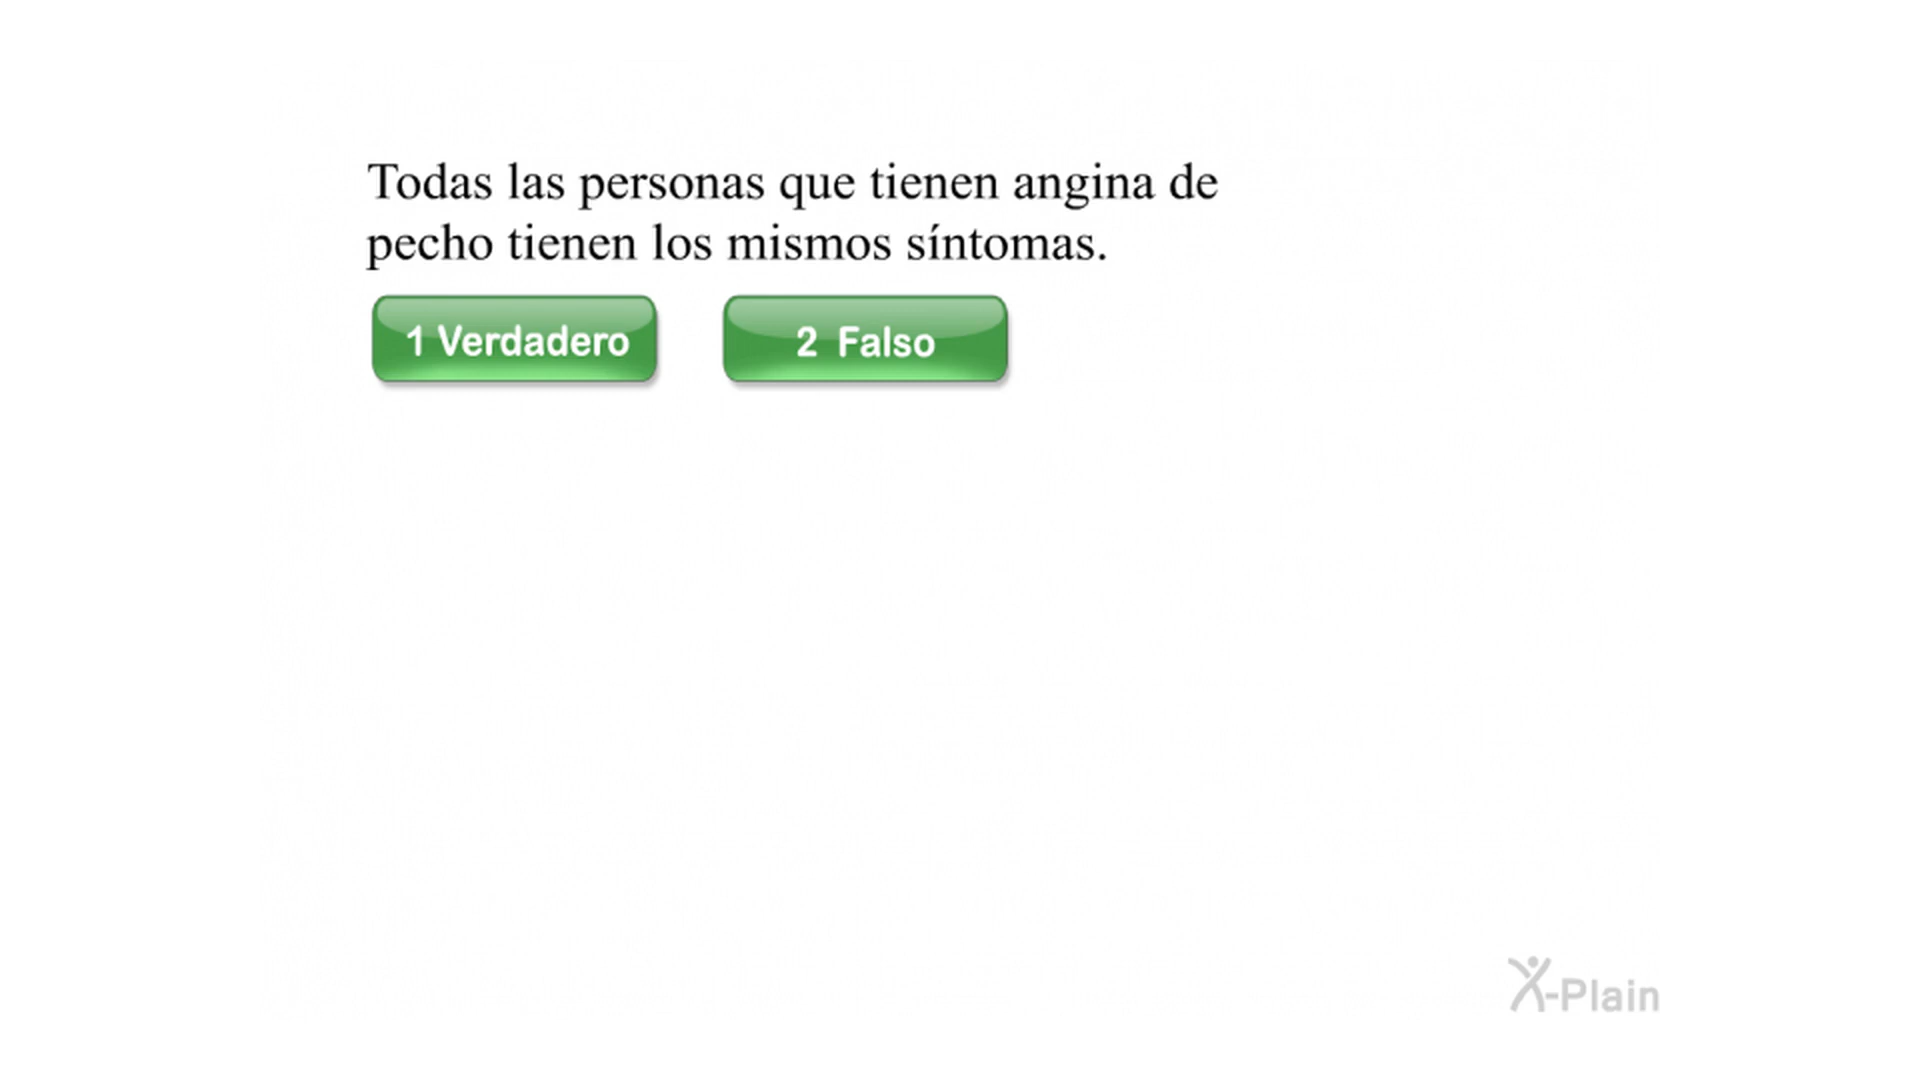 Todas las personas que tienen angina de
pecho tienen los mismos síntomas.
1 Verdadero
2 Falso
X-Plain